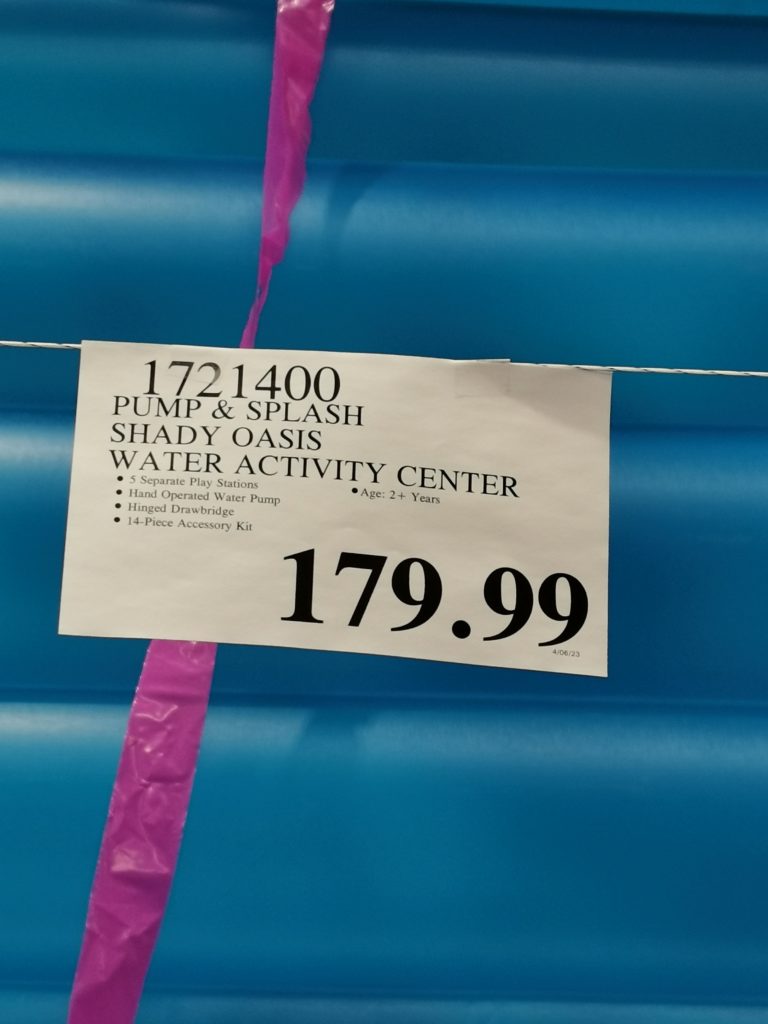 1721400
PUMP & SPLASH
SHADY OASIS
WATER ACTIVITY CENTER
• 5 Separate Play Stations
• Age: 2+ Years
• Hand Operated Water Pump
• Hinged Drawbridge
• 14-Piece Accessory Kit
179.99
4/06/23